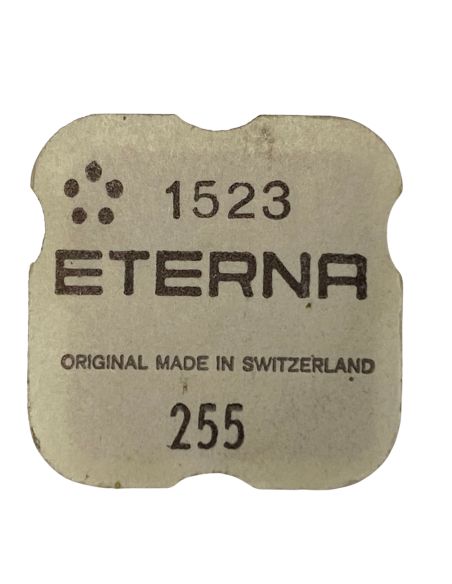 1523
ETERNA
ORIGINAL MADE IN SWITZERLAND
255